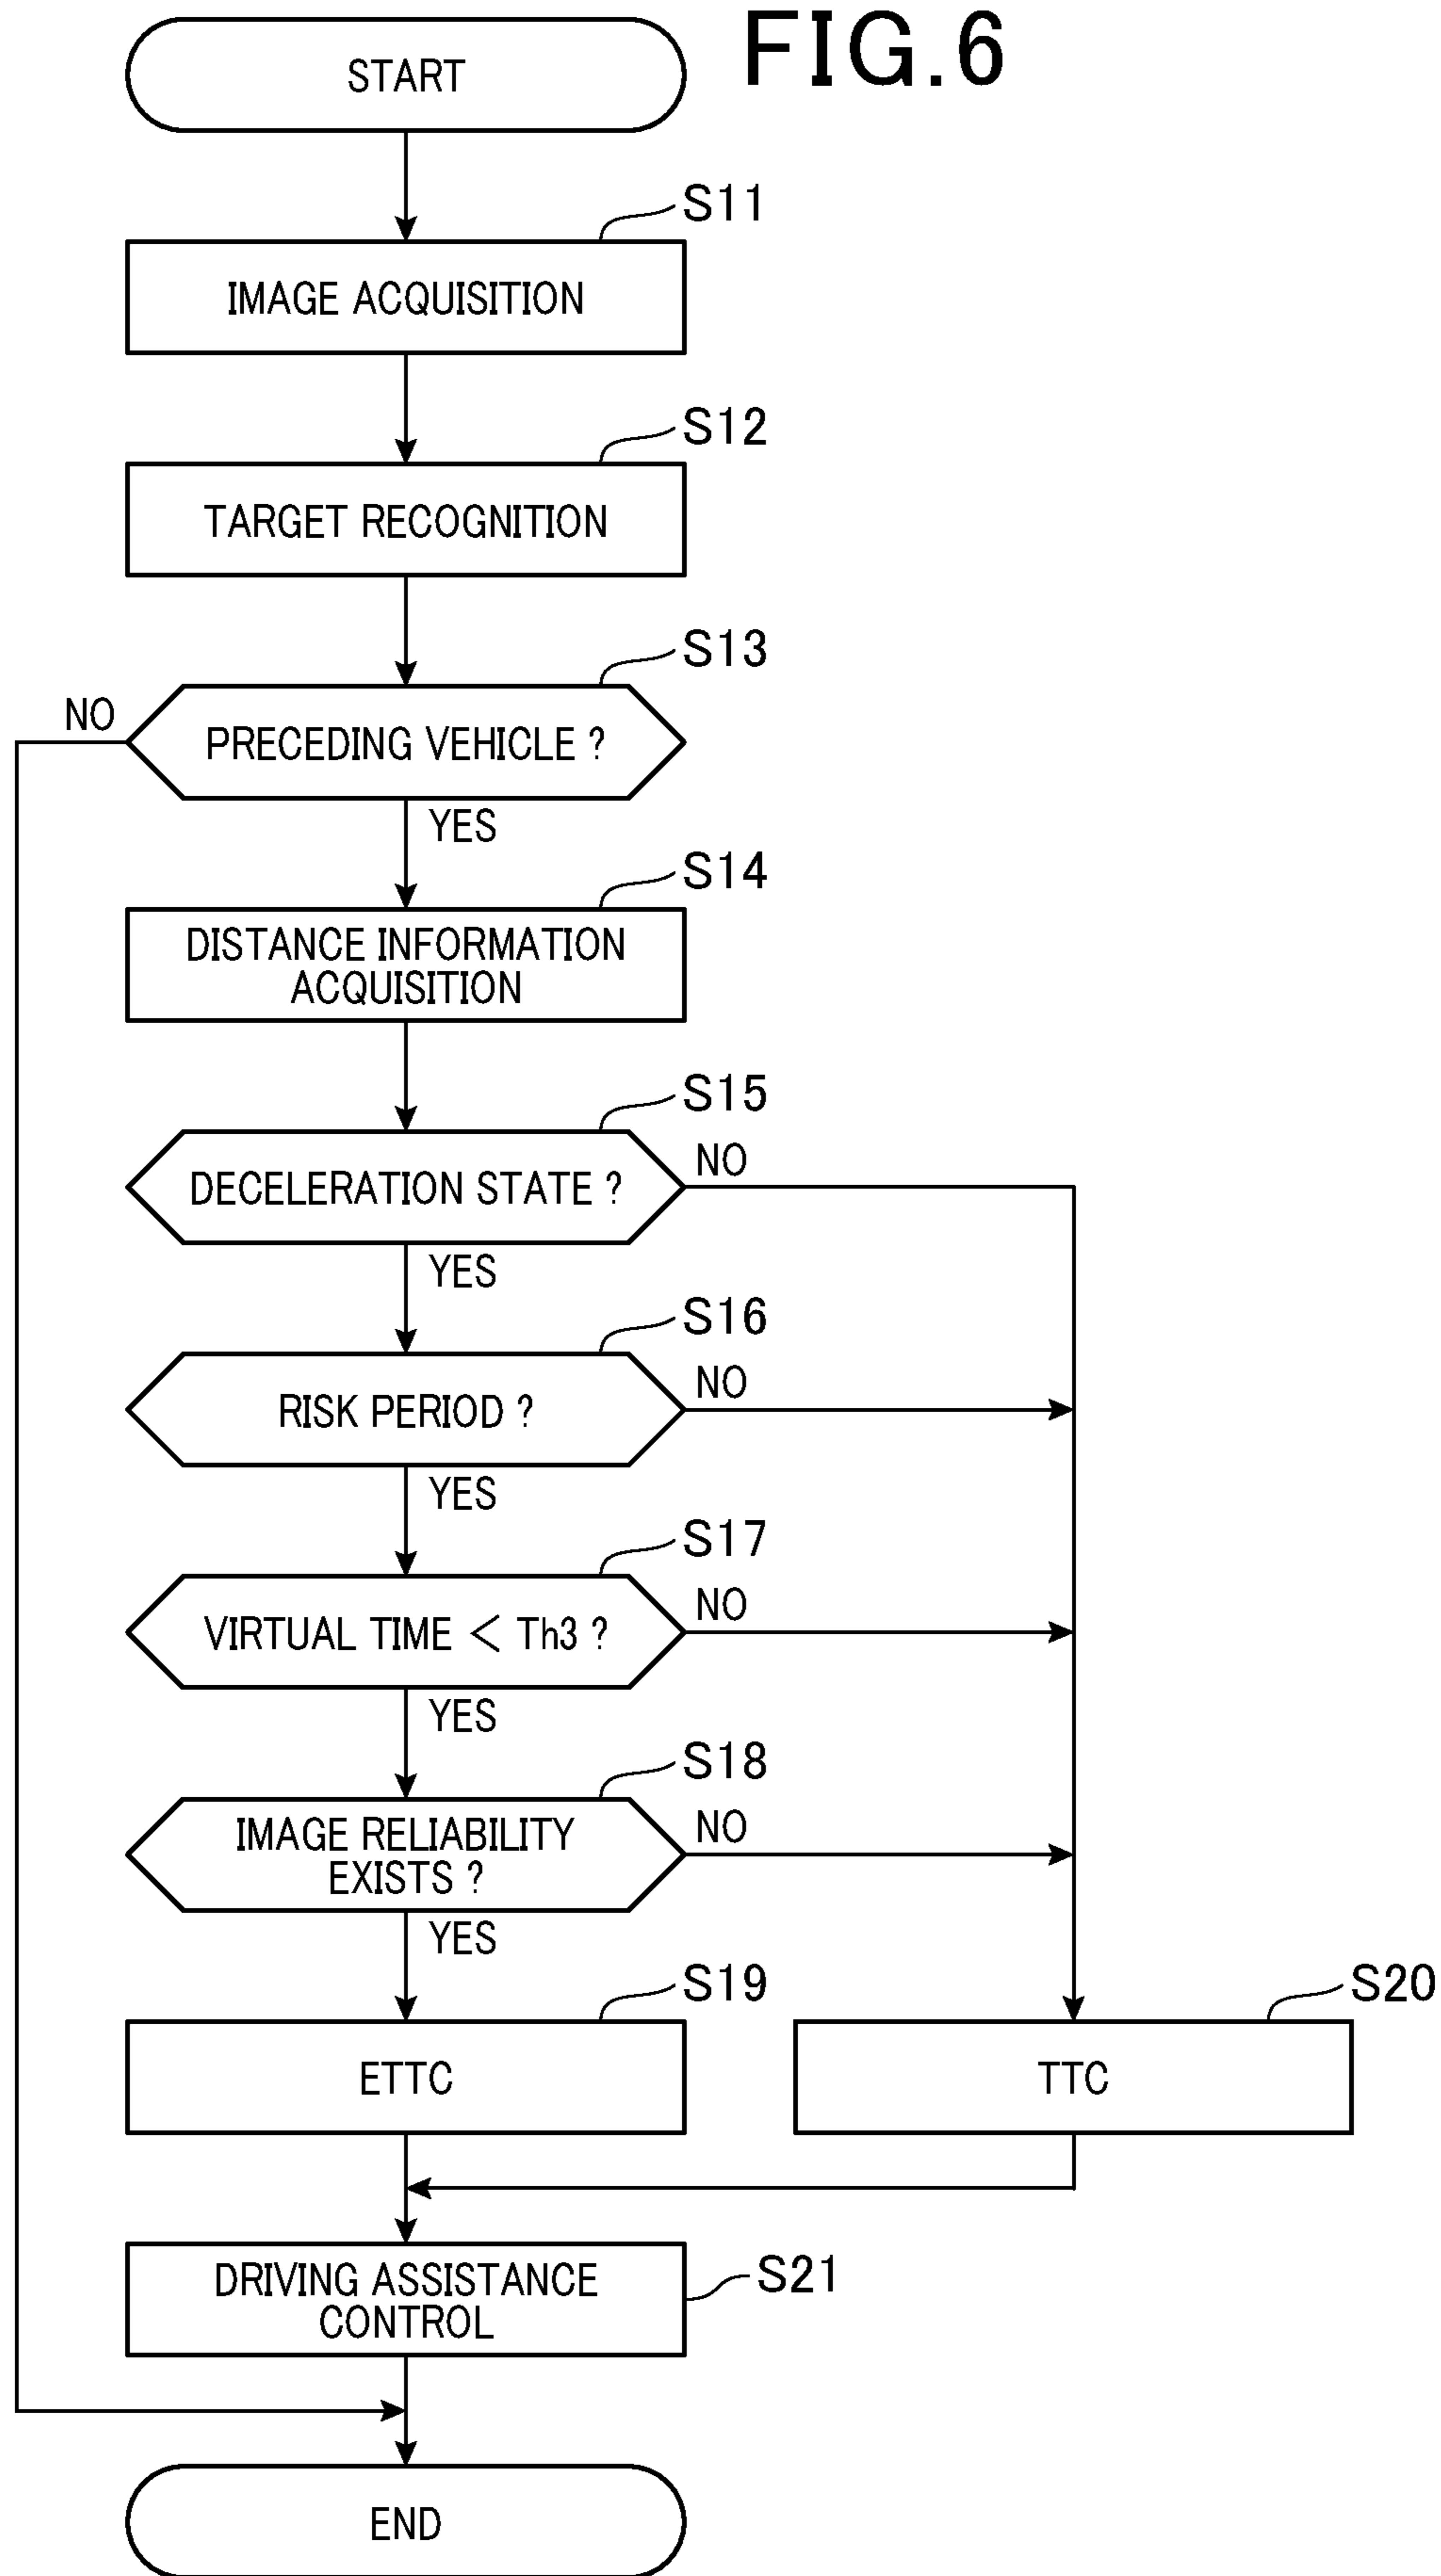 FIG.6
START
S11
IMAGE ACQUISITION
S12
TARGET RECOGNITION
S13
NO
PRECEDING VEHICLE ?
YES
S14
DISTANCE INFORMATION
ACQUISITION
S15
NO
DECELERATION STATE ?
YES
S16
NO
RISK PERIOD ?
YES
S17
NO
VIRTUAL TIME < Th3 ?
YES
S18
NO
IMAGE RELIABILITY
EXISTS ?
YES
S19
S20
ETTC
TTC
S21
DRIVING ASSISTANCE
CONTROL
END